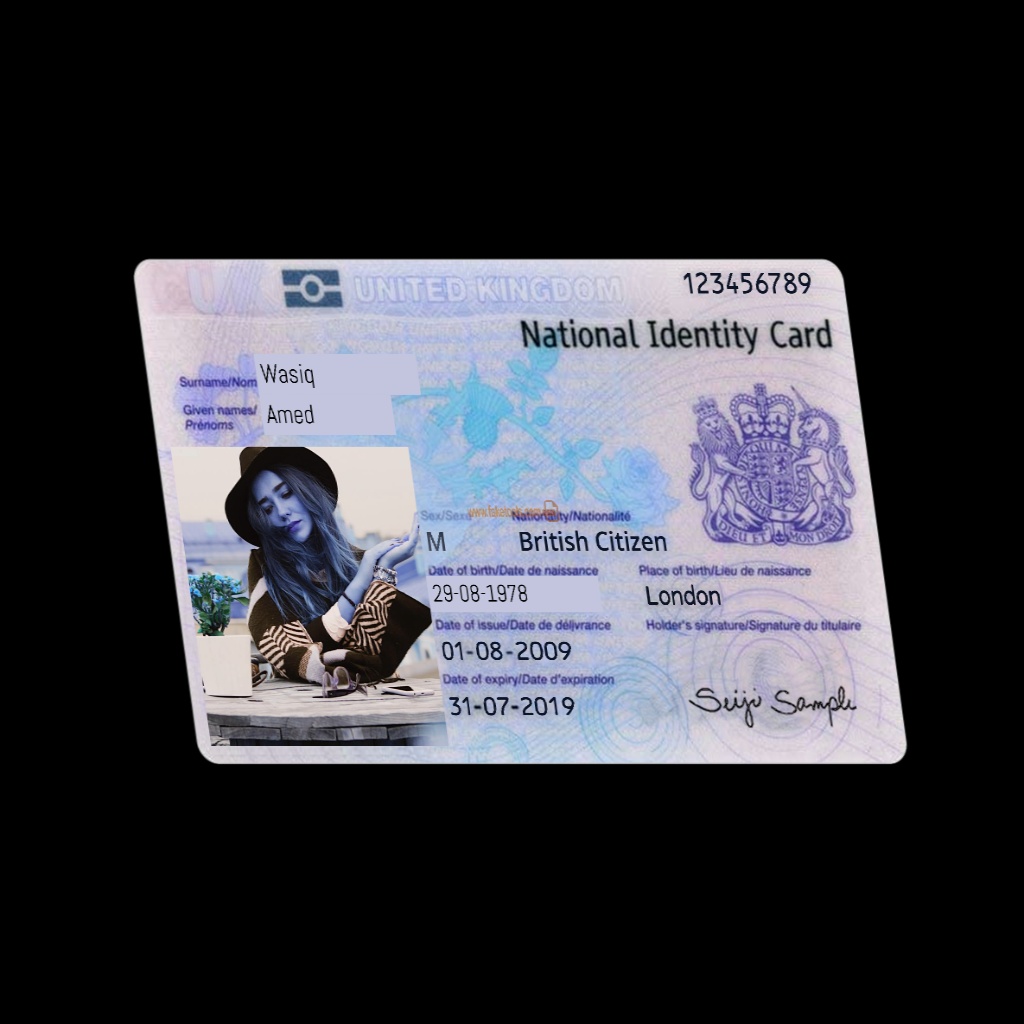 UNITED KINGDOM
123456789
National Identity Card
Surname/Nom
Wasiq
Given names/
Prénoms
Amed
Sex/Sexe
Nationality/Nationalité
M
British Citizen
Date of birth/Date de naissance
Place of birth/Lieu de naissance
29-08-1978
London
Date of issue/Date de délivrance
Holder's signature/Signature du titulaire
01-08-2009
Date of expiry/Date d'expiration
31-07-2019
Seiji Sample
DIEU ET MON DROIT